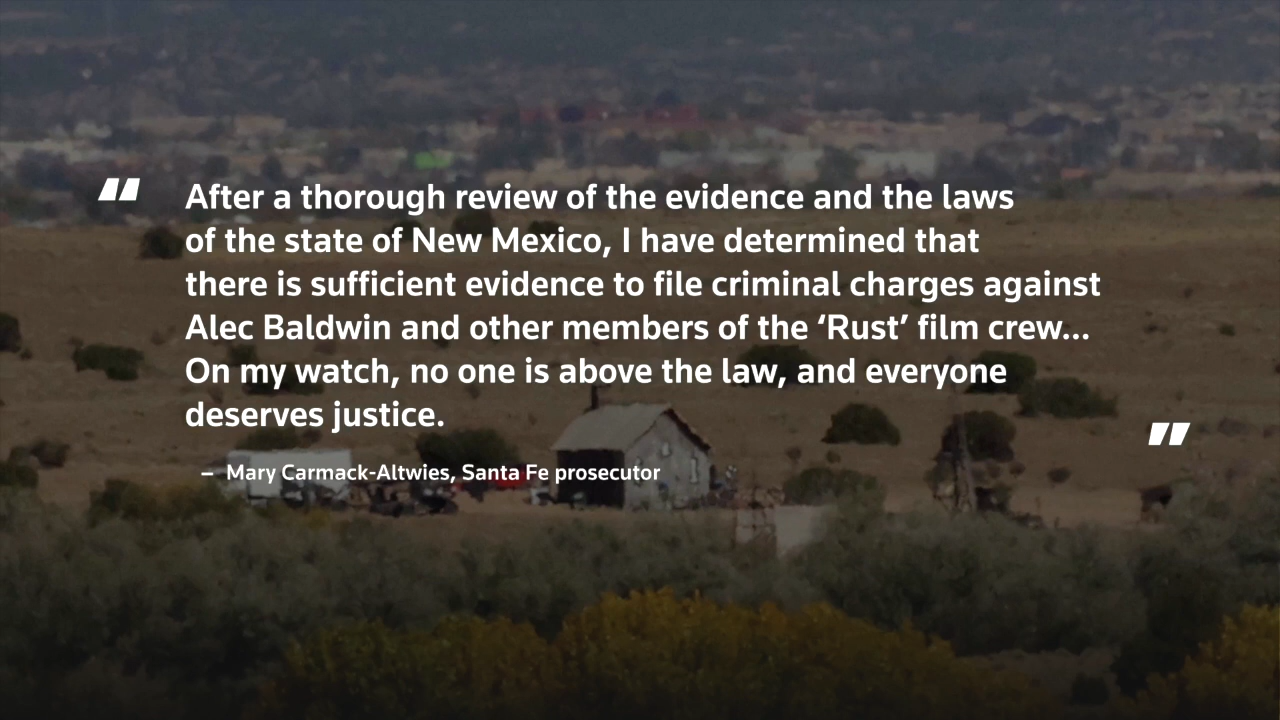 “
After a thorough review of the evidence and the laws
of the state of New Mexico, I have determined that
there is sufficient evidence to file criminal charges against
Alec Baldwin and other members of the ‘Rust’ film crew...
On my watch, no one is above the law, and everyone
deserves justice.
”
– Mary Carmack-Altwies, Santa Fe prosecutor